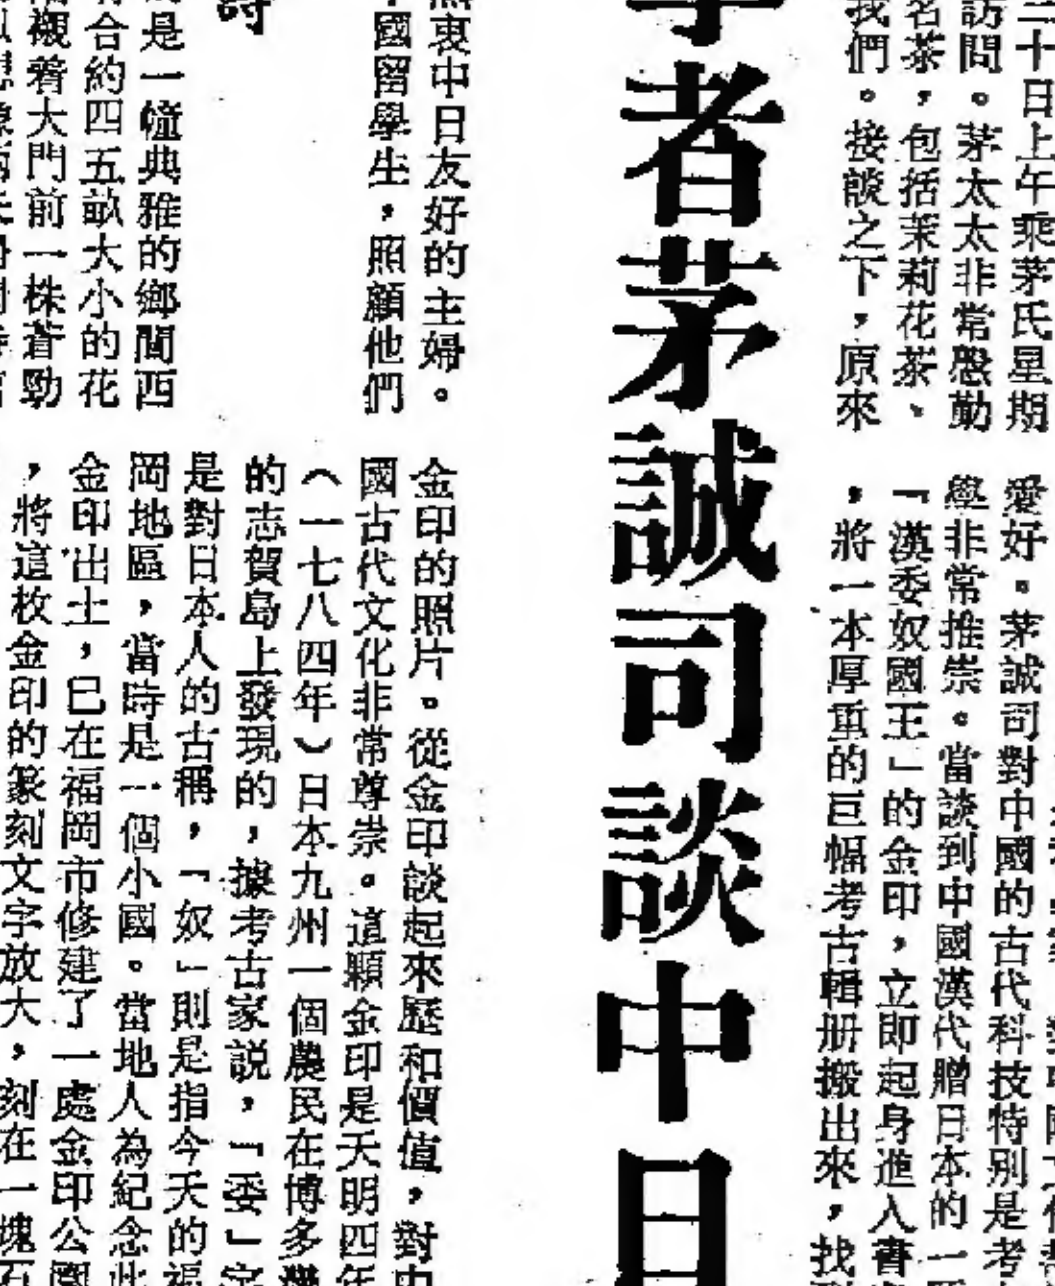 三十日上午乘茅氏星期
訪問。茅太太非常慇勤
名茶，包括茉莉花茶、
我們。接談之下，原來
愛好。茅誠司對中國的古代科技特別是考
學非常推崇。當談到中國漢代贈日本的一
「漢委奴國王」的金印，立即起身進入書
，將一本厚重的巨幅考古輯册搬出來，找
者茅誠司談中日
熱衷中日友好的主婦。
國留學生，照顧他們
詩
是一幢典雅的鄉間西
合約四五畝大小的花
襯着大門前一株蒼勁
金印的照片。從金印談起來歷和價值，對中
國古代文化非常尊崇。這顆金印是天明四年
（一七八四年）日本九州一個農民在博多灣
的志賀島上發現的，據考古家説，「委」字
是對日本人的古稱，「奴」則是指今天的福
岡地區，當時是一個小國。當地人為紀念此
金印出土，已在福岡市修建了一處金印公園
，將這枚金印的篆刻文字放大，刻在一塊石